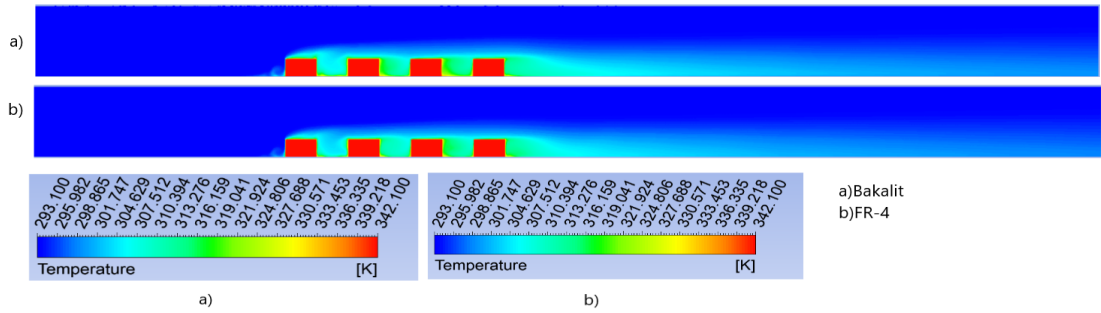 a)
b)
293.100 295.982 298.865 301.747 304.629 307.512 310.394 313.276 316.159 319.041 321.924 324.806 327.688 330.571 333.453 336.335 339.218 342.100
Temperature [K]
a)
293.100 295.982 298.865 301.747 304.629 307.512 310.394 313.276 316.159 319.041 321.924 324.806 327.688 330.571 333.453 336.335 339.218 342.100
Temperature [K]
b)
a)Bakalit
b)FR-4